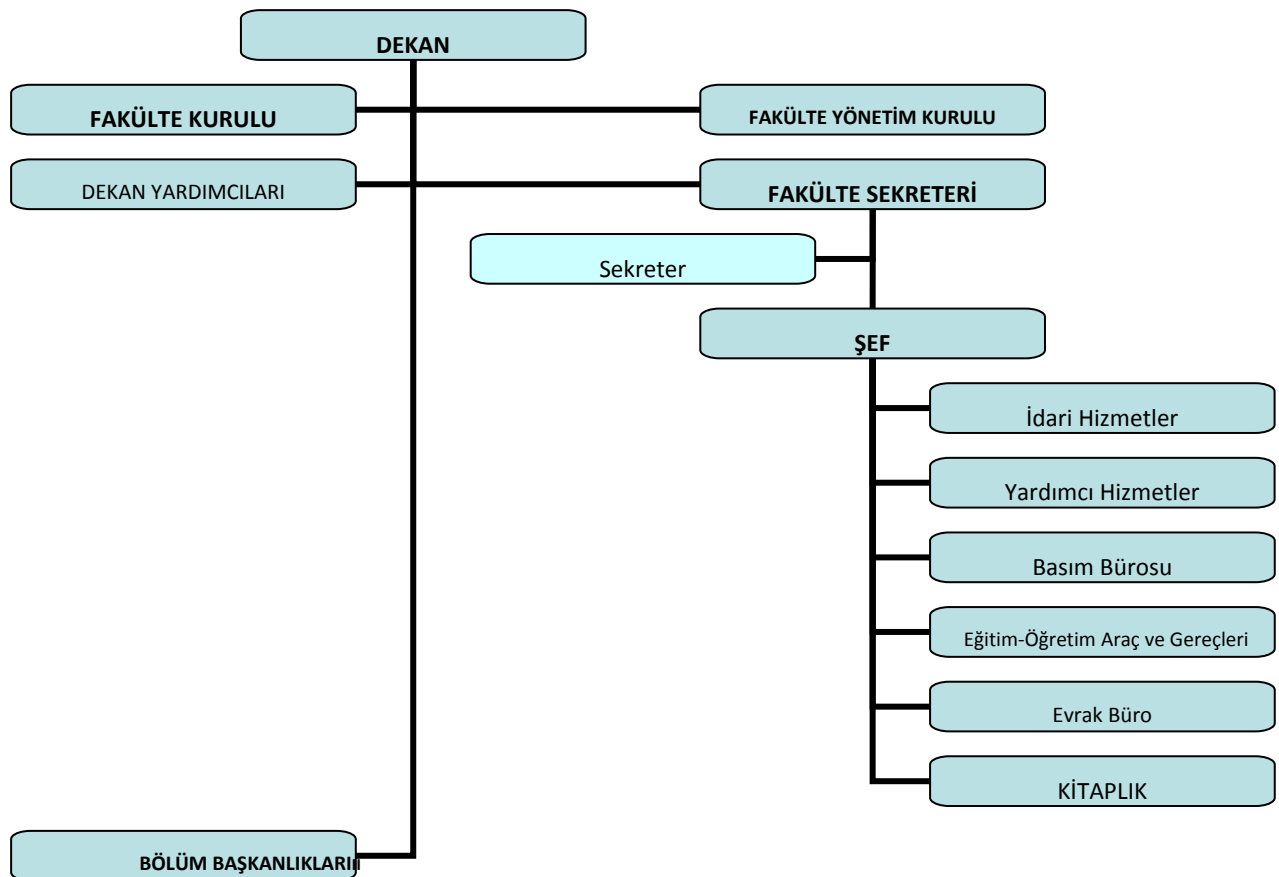 DEKAN
FAKÜLTE KURULU
FAKÜLTE YÖNETİM KURULU
DEKAN YARDIMCILARI
FAKÜLTE SEKRETERİ
Sekreter
ŞEF
İdari Hizmetler
Yardımcı Hizmetler
Basım Bürosu
Eğitim-Öğretim Araç ve Gereçleri
Evrak Büro
KİTAPLIK
BÖLÜM BAŞKANLIKLARIı